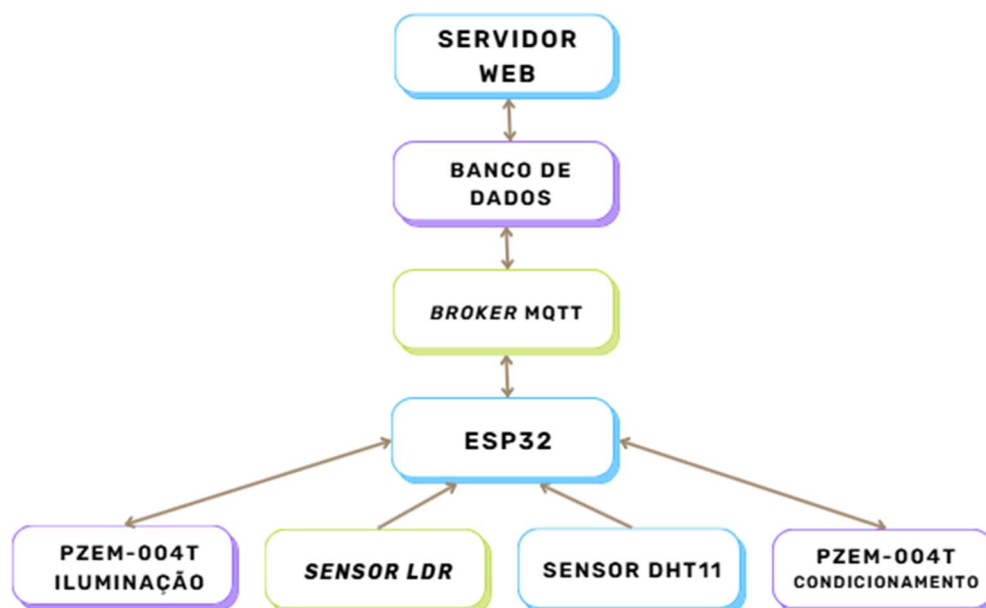 SERVIDOR
WEB
BANCO DE
DADOS
BROKER MQTT
ESP32
PZEM-004T
ILUMINAÇÃO
SENSOR LDR
SENSOR DHT11
PZEM-004T
CONDICIONAMENTO